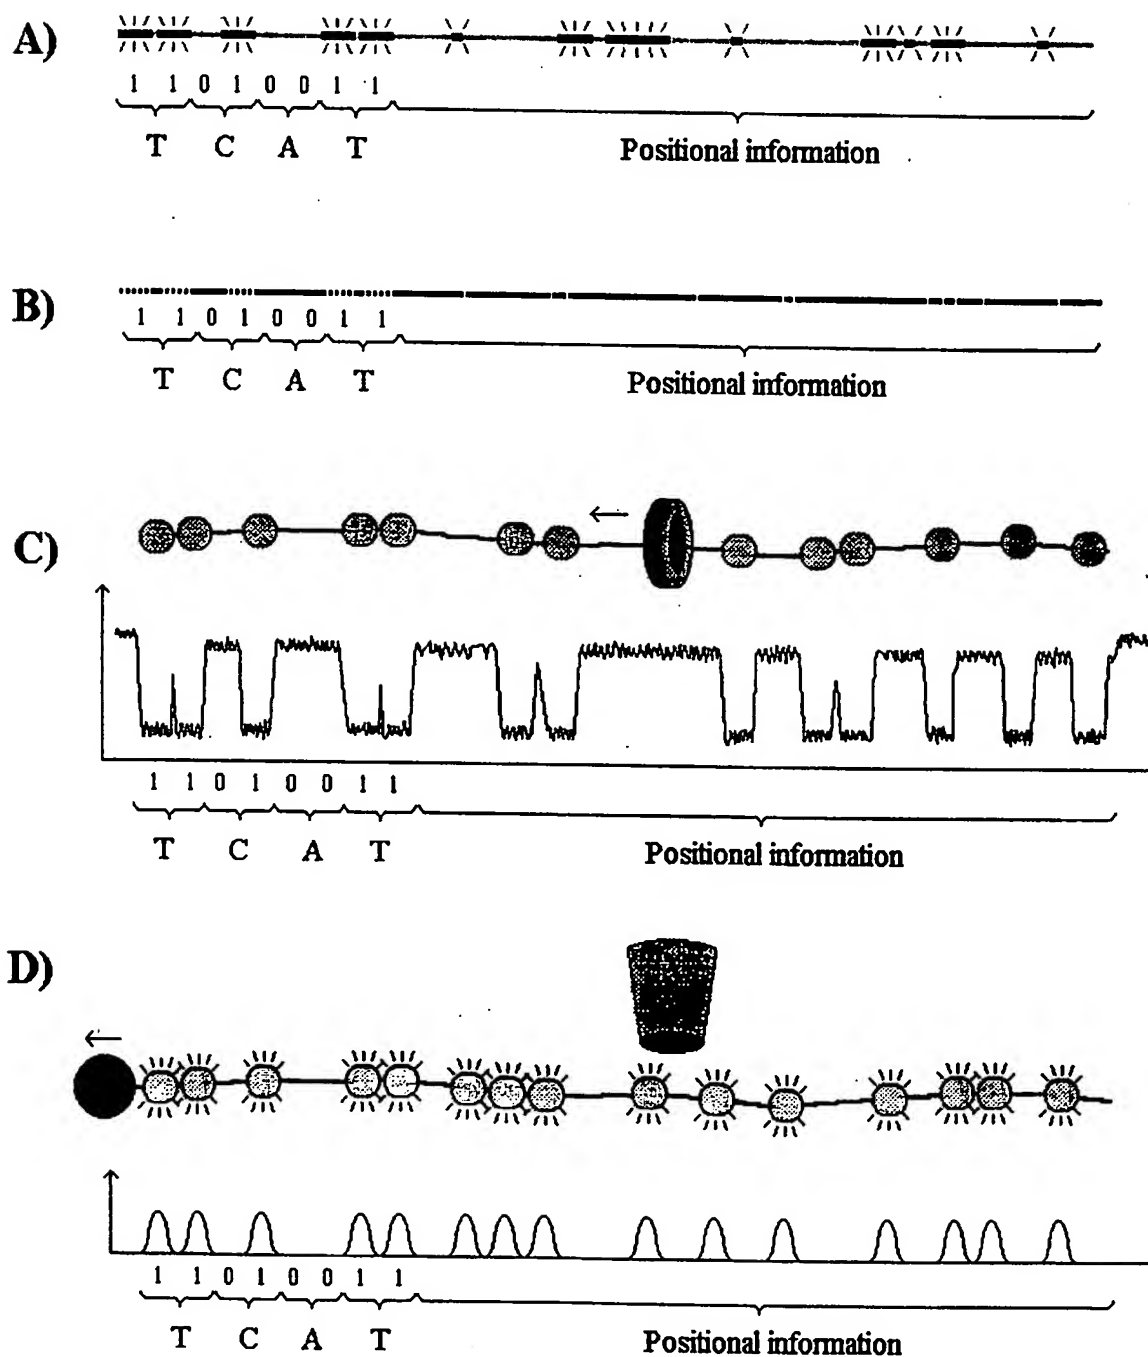 A)
1 1 0 1 0 0 1 1
T C A T Positional information
B)
1 1 0 1 0 0 1 1
T C A T Positional information
C)
1 1 0 1 0 0 1 1
T C A T Positional information
D)
1 1 0 1 0 0 1 1
T C A T Positional information